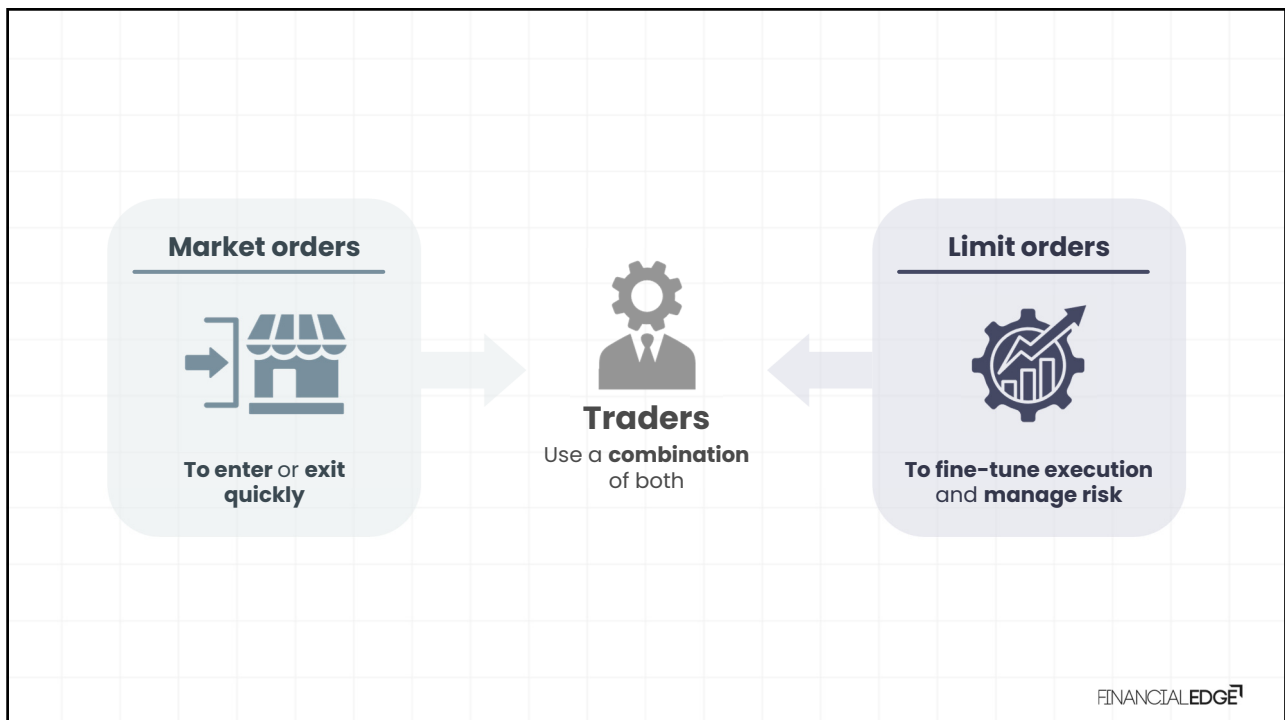 Market orders
To enter or exit
quickly
Traders
Use a combination
of both
Limit orders
To fine-tune execution
and manage risk
FINANCIALEDGE